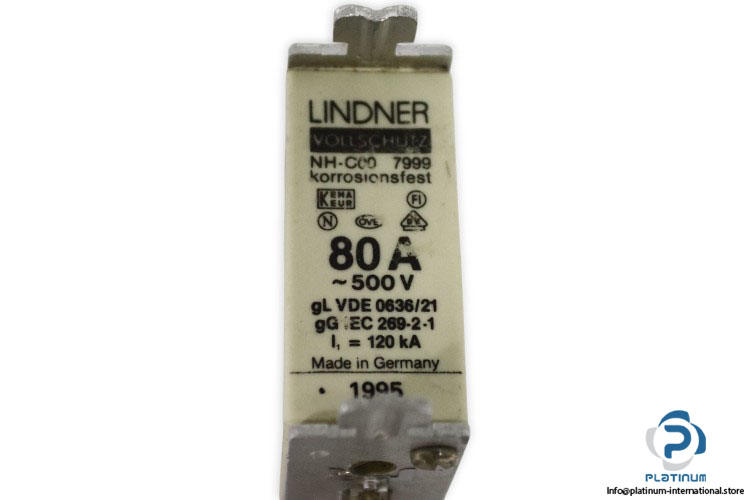 LINDNER
VOLLSCHUTZ
NH-C00 7999
korrosionsfest
KEMA
KEUR
FI
N
ÖVE
80 A
~500 V
gL VDE 0636/21
gG IEC 269-2-1
I₁ = 120 kA
Made in Germany
1995
PLATINUM
Info@platinum-international.store